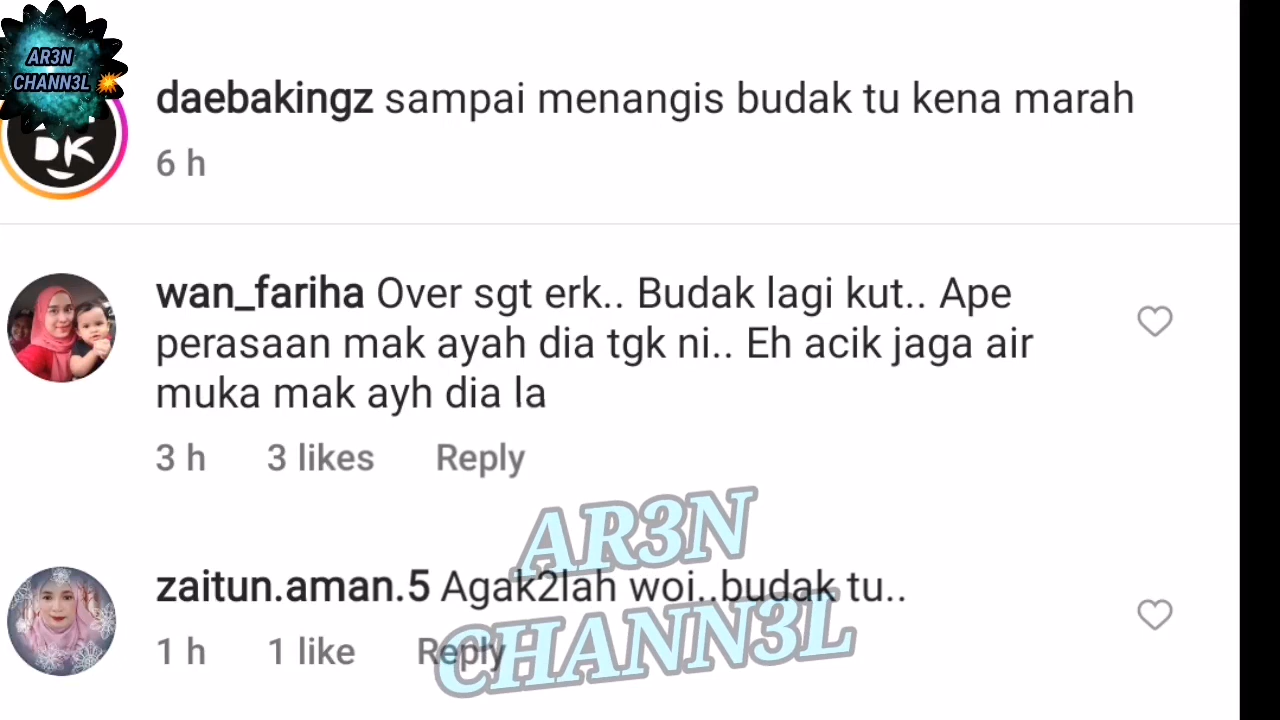 AR3N
CHANN3L
DK
daebakingz sampai menangis budak tu kena marah
6 h
wan_fariha Over sgt erk.. Budak lagi kut.. Ape
perasaan mak ayah dia tgk ni.. Eh acik jaga air
muka mak ayh dia la
3 h 3 likes Reply
AR3N
zaitun.aman.5 Agak2lah woi..budak tu..
CHANN3L
1 h 1 like Reply